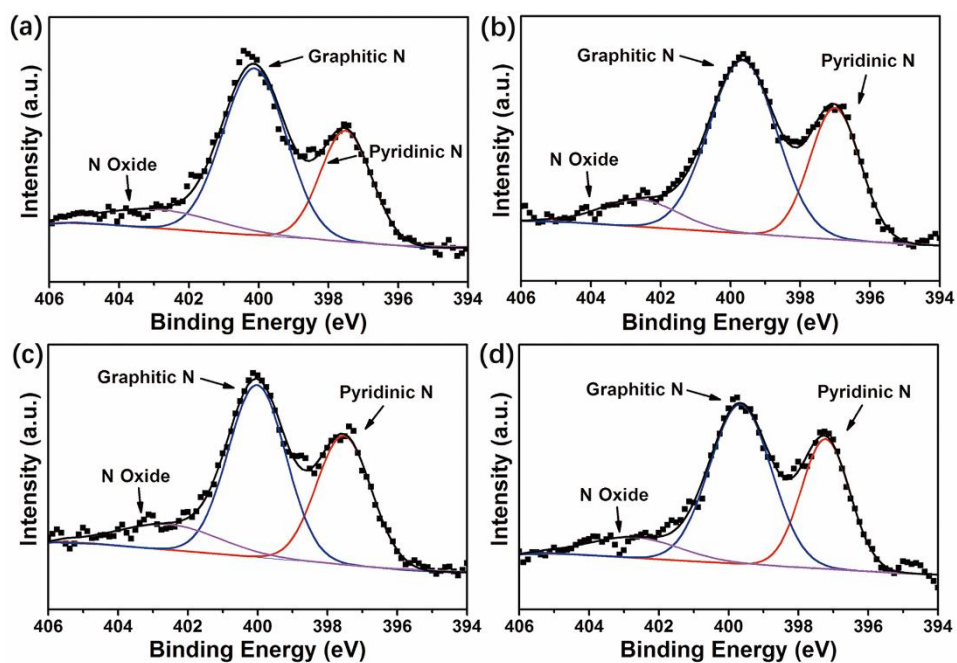 (a)
Graphitic N
Pyridinic N
N Oxide
Intensity (a.u.)
406 404 402 400 398 396 394
Binding Energy (eV)
(b)
Graphitic N
Pyridinic N
N Oxide
Intensity (a.u.)
406 404 402 400 398 396 394
Binding Energy (eV)
(c)
Graphitic N
Pyridinic N
N Oxide
Intensity (a.u.)
406 404 402 400 398 396 394
Binding Energy (eV)
(d)
Graphitic N
Pyridinic N
N Oxide
Intensity (a.u.)
406 404 402 400 398 396 394
Binding Energy (eV)